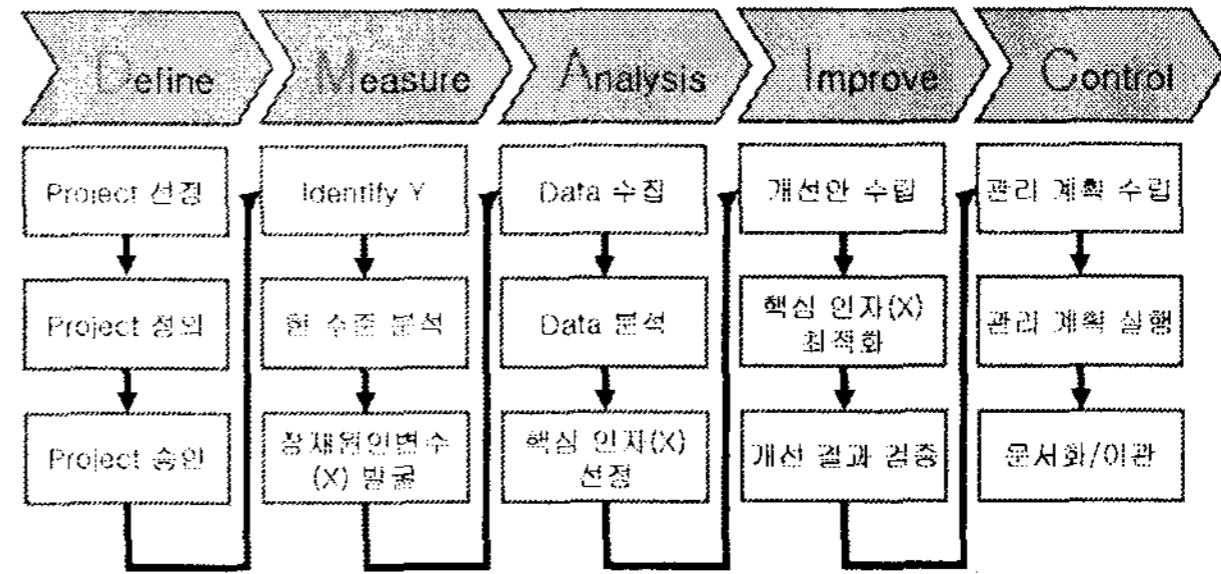 Define
Measure
Analysis
Improve
Control
Project 선정
Project 정의
Project 승인
Identify Y
현 수준 분석
잠재원인변수
(X) 발굴
Data 수집
Data 분석
핵심 인자(X)
선정
개선안 수립
핵심 인자(X)
최적화
개선 결과 검증
관리 계획 수립
관리 계획 실행
문서화/이관